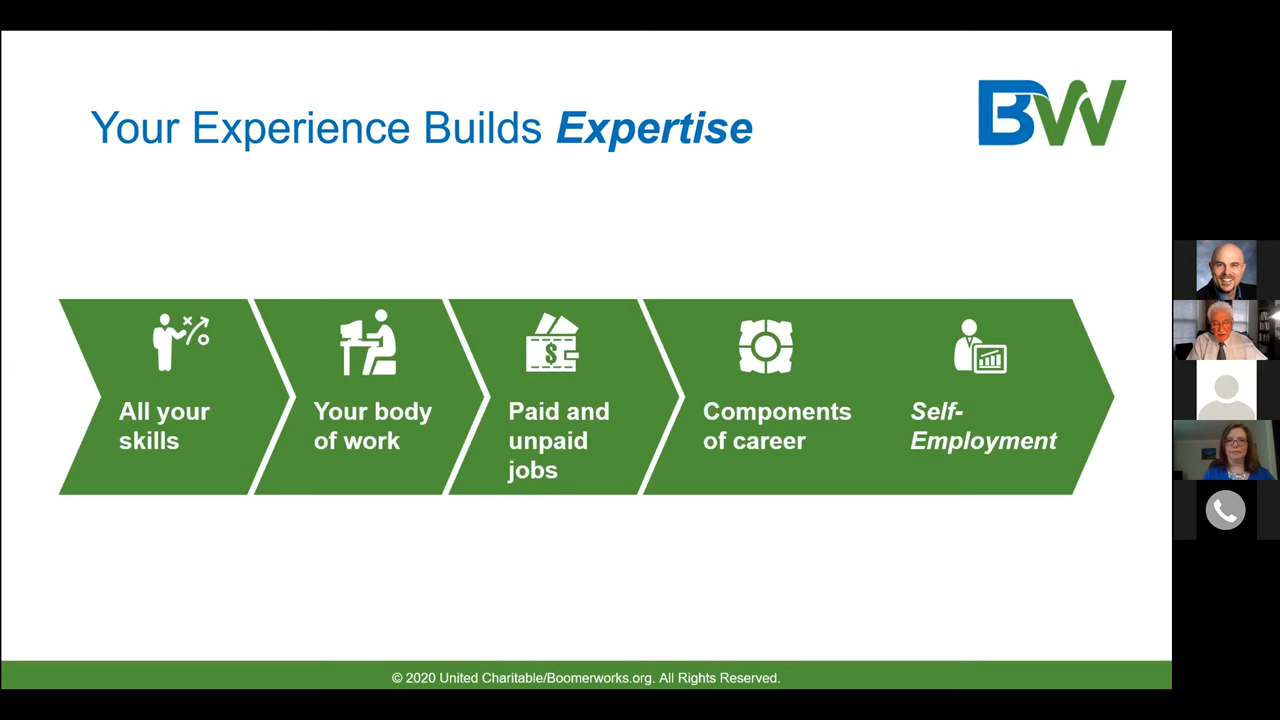 Your Experience Builds Expertise
BW
All your
skills
Your body
of work
$
Paid and
unpaid
jobs
Components
of career
Self-
Employment
© 2020 United Charitable/Boomerworks.org. All Rights Reserved.